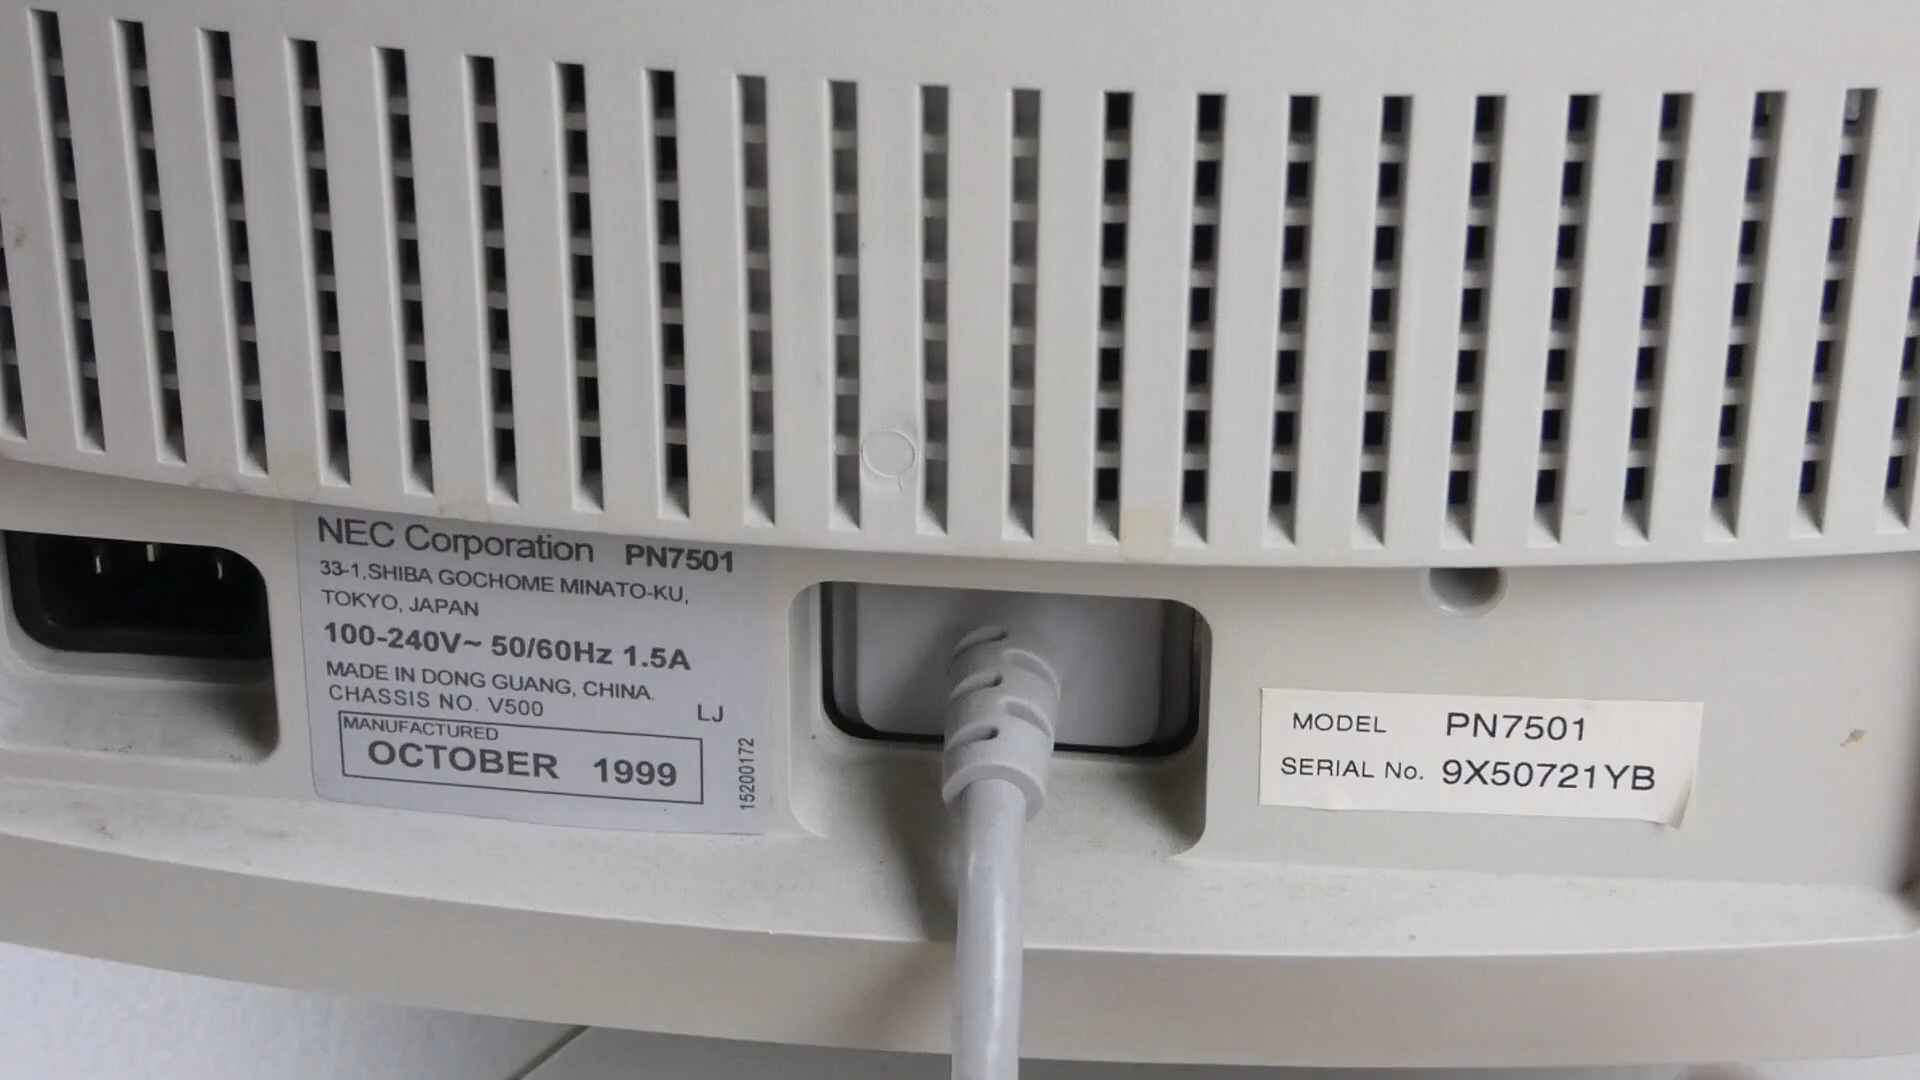 NEC Corporation PN7501
33-1,SHIBA GOCHOME MINATO-KU,
TOKYO, JAPAN
100-240V~ 50/60Hz 1.5A
MADE IN DONG GUANG, CHINA.
CHASSIS NO. V500
LJ
MANUFACTURED
OCTOBER 1999
15200172
MODEL PN7501
SERIAL No. 9X50721YB